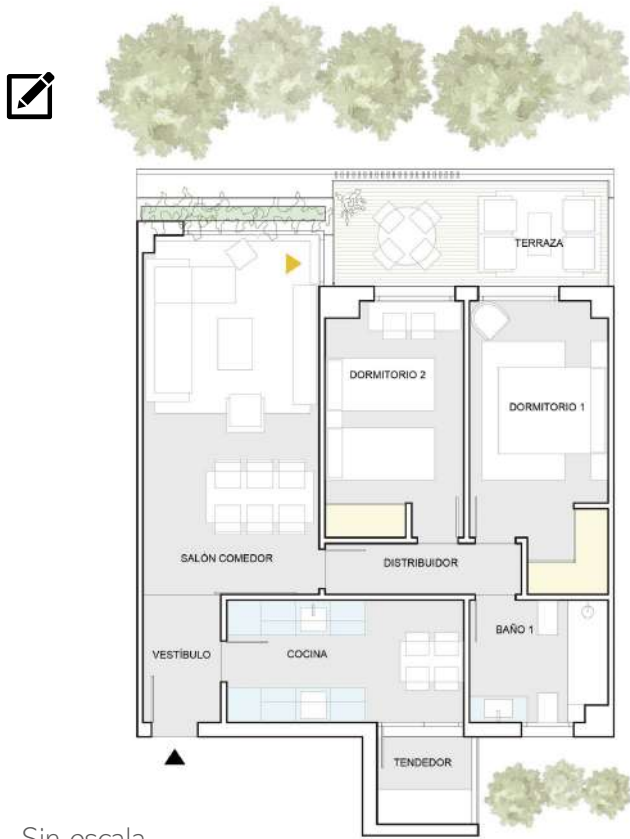 TERRAZA
DORMITORIO 2
DORMITORIO 1
SALÓN COMEDOR
DISTRIBUIDOR
BAÑO 1
VESTÍBULO
COCINA
TENDEDOR
Sin escala